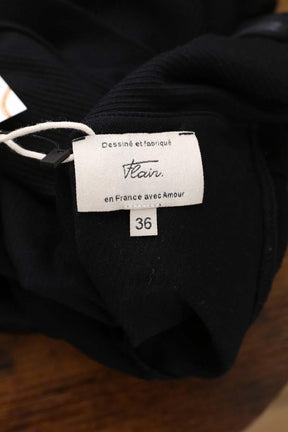 Dessiné et fabriqué
Flair.
en France avec Amour
36